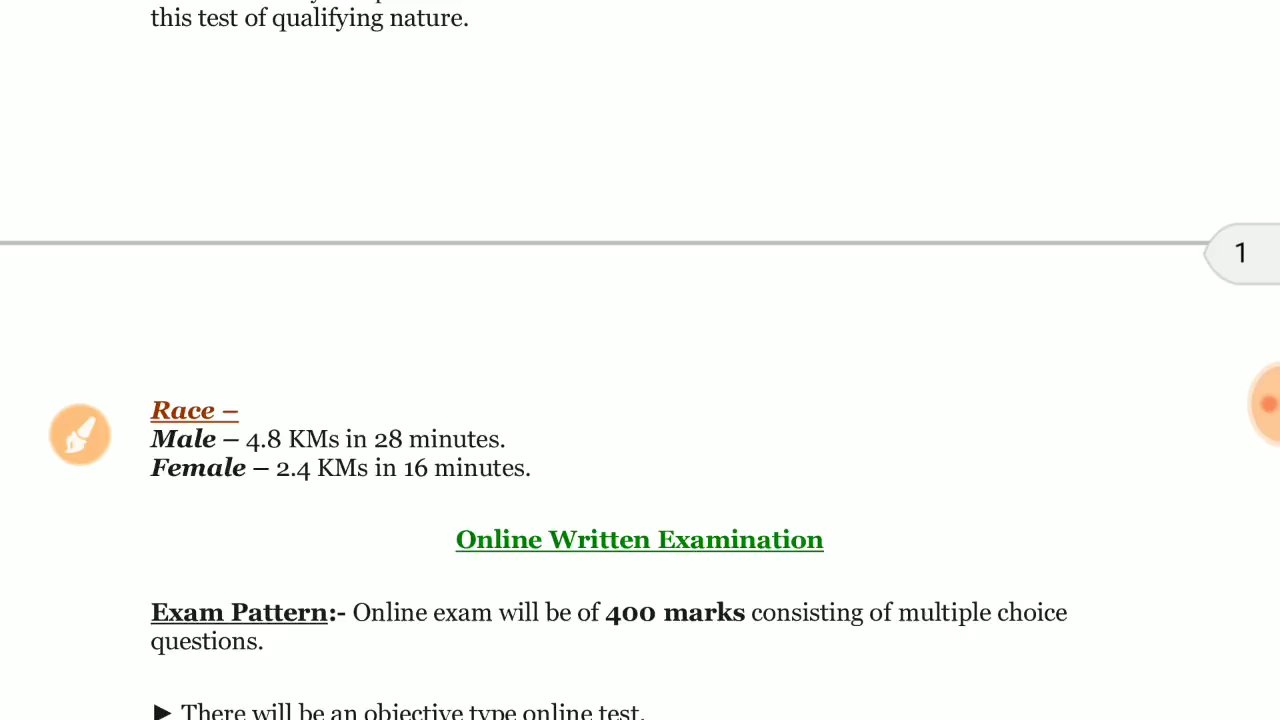 this test of qualifying nature.
1
Race –
Male – 4.8 KMs in 28 minutes.
Female – 2.4 KMs in 16 minutes.
Online Written Examination
Exam Pattern:- Online exam will be of 400 marks consisting of multiple choice
questions.
► There will be an objective type online test.